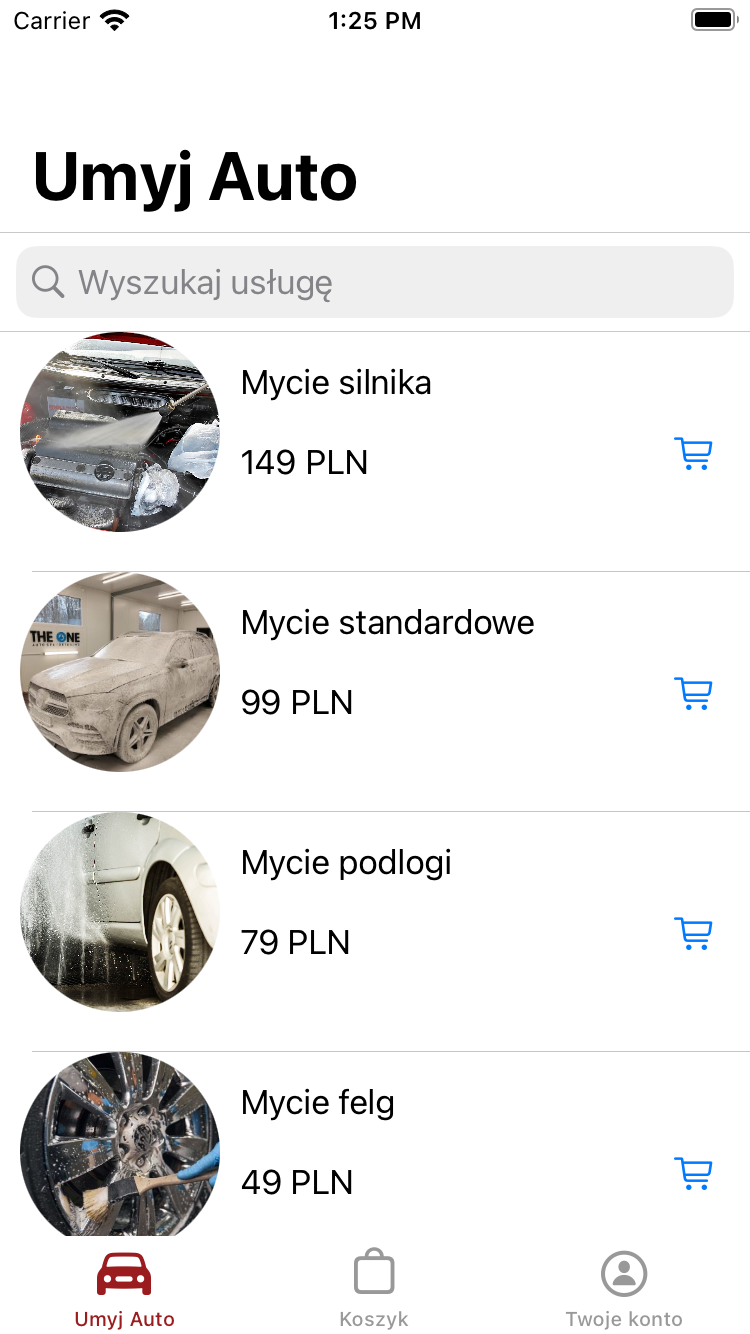 Carrier 1:25 PM
Umyj Auto
Wyszukaj usługę
Mycie silnika
149 PLN
THE ONE
Mycie standardowe
99 PLN
Mycie podlogi
79 PLN
Mycie felg
49 PLN
Umyj Auto Koszyk Twoje konto